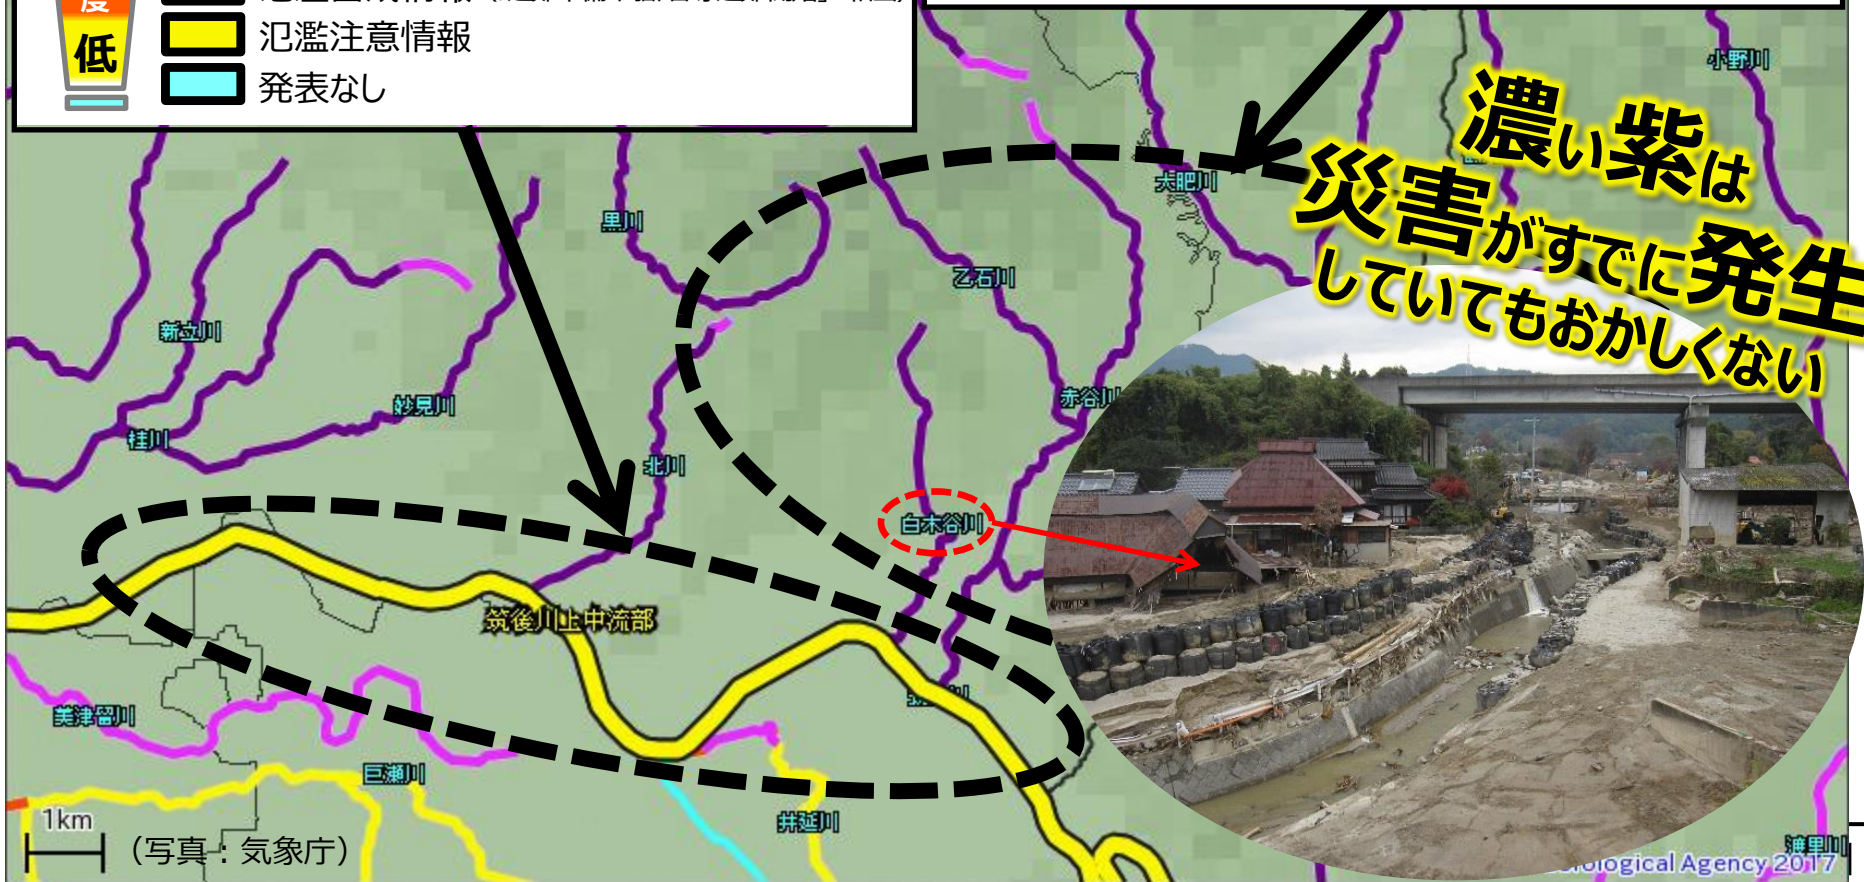 度
低
氾濫注意情報
発表なし
小野川
濃い紫は
災害がすでに発生
していてもおかしくない
大肥川
黒川
乙石川
新立川
妙見川
赤谷川
桂川
北川
白木谷川
筑後川上中流部
美津留川
巨瀬川
井延川
1km
(写真:気象庁)
ological Agency 2017